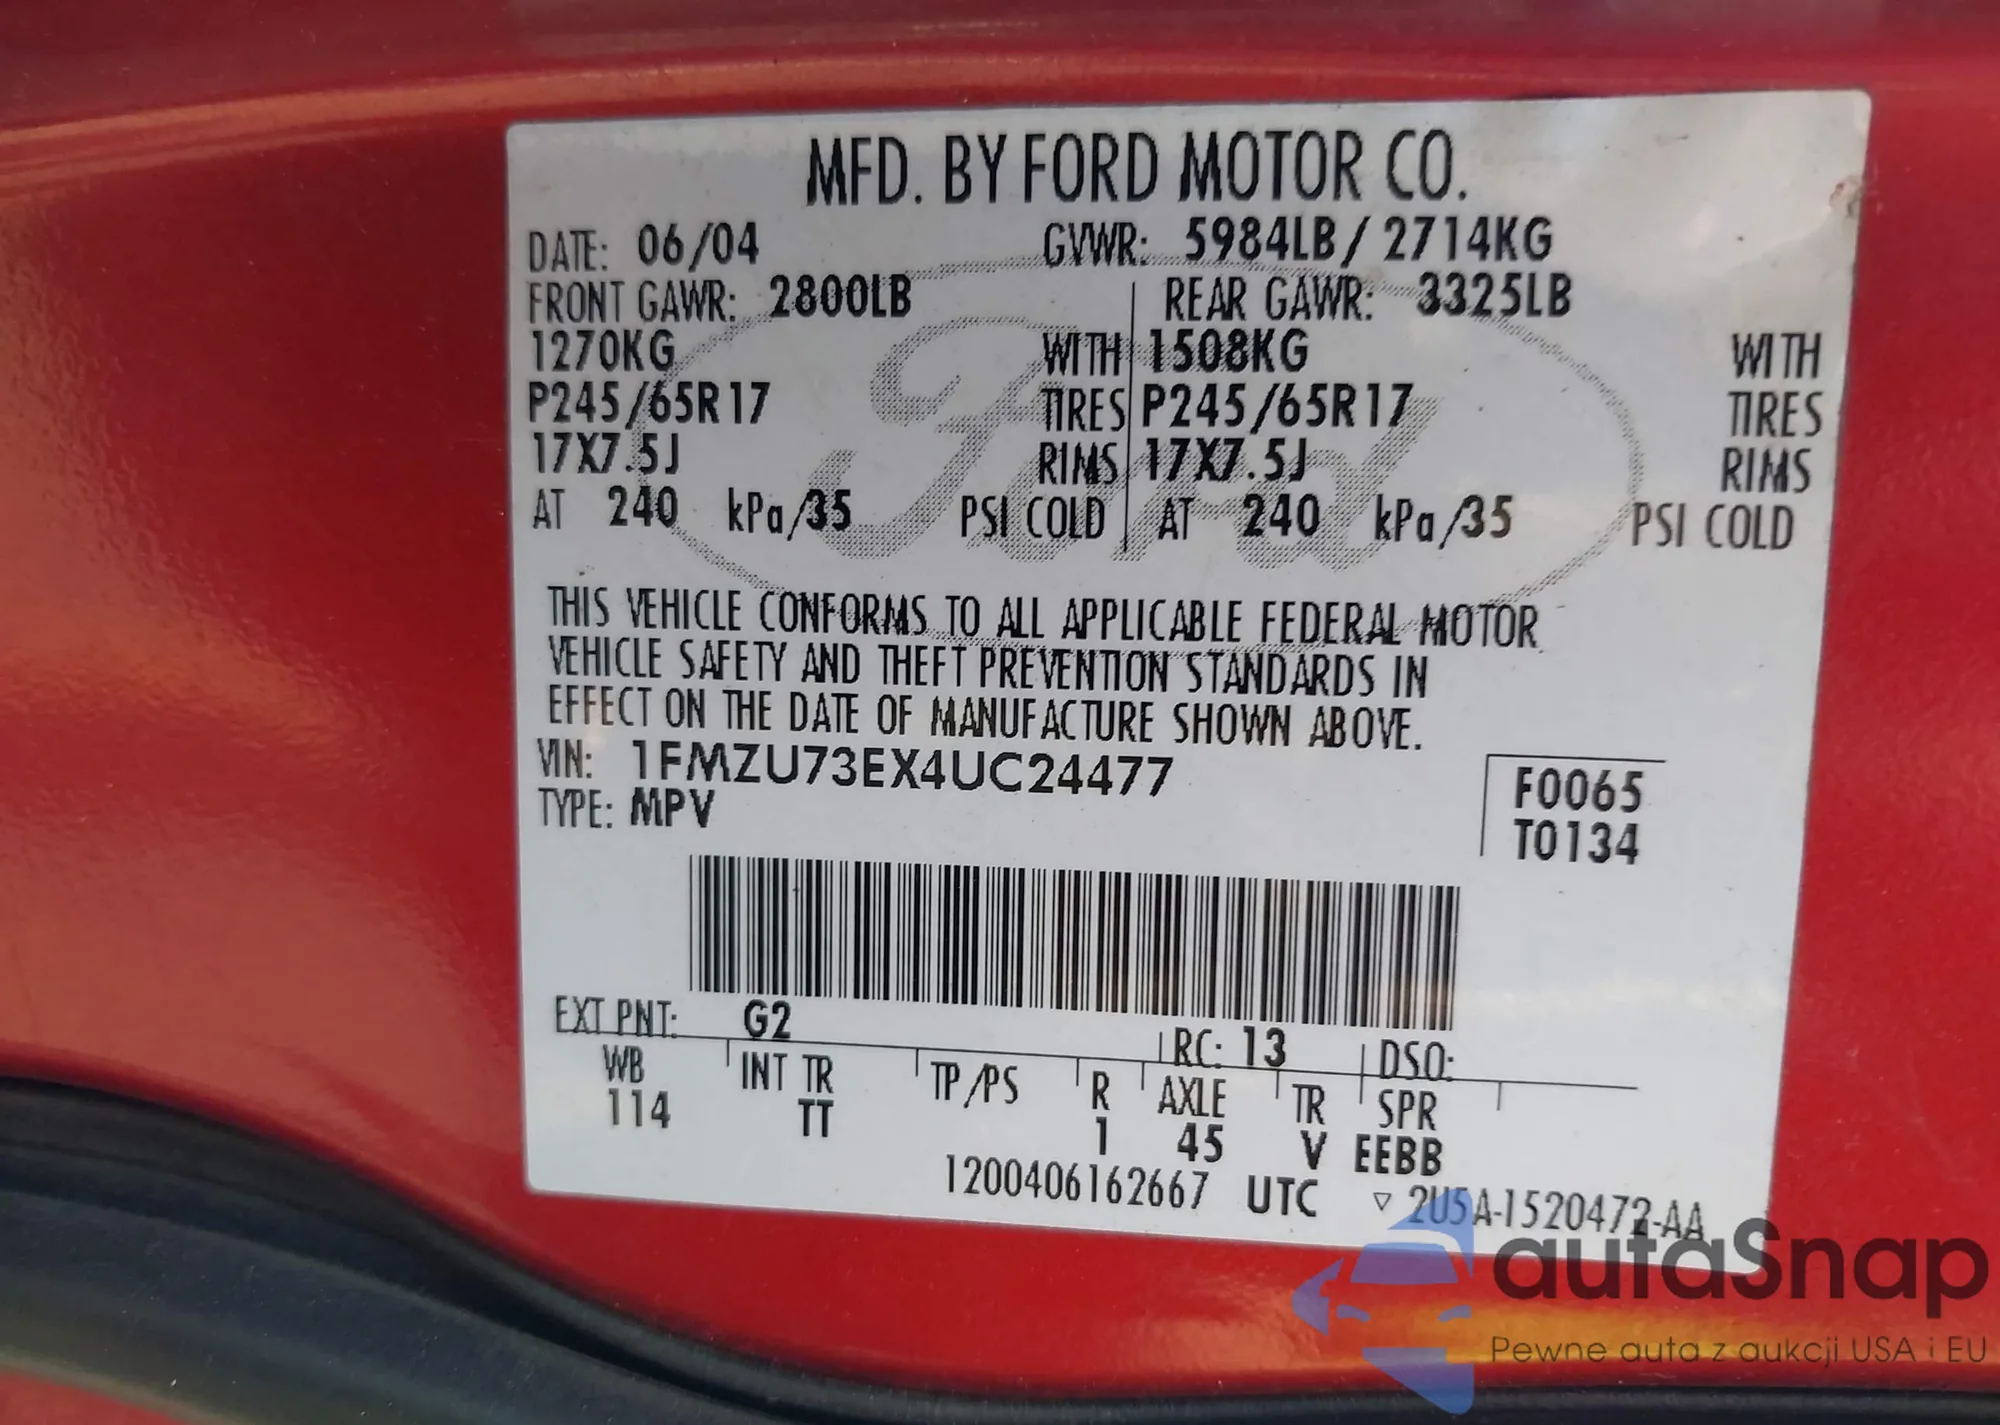 MFD. BY FORD MOTOR CO.
DATE: 06/04 GVWR: 5984LB / 2714KG
FRONT GAWR: 2800LB REAR GAWR: 3325LB
1270KG WITH 1508KG WITH
P245/65R17 TIRES P245/65R17 TIRES
17X7.5J RIMS 17X7.5J RIMS
AT 240 kPa/35 PSI COLD AT 240 kPa/35 PSI COLD
Ford
THIS VEHICLE CONFORMS TO ALL APPLICABLE FEDERAL MOTOR
VEHICLE SAFETY AND THEFT PREVENTION STANDARDS IN
EFFECT ON THE DATE OF MANUFACTURE SHOWN ABOVE.
VIN: 1FMZU73EX4UC24477
TYPE: MPV
F0065
T0134
EXT PNT: G2 RC: 13 DSO:
WB INT TR TP/PS R AXLE TR SPR
114 TT 1 45 V EEBB
1200406162667 UTC ▽ 2U5A-1520472-AA
autaSnap
Pewne auta z aukcji USA i EU